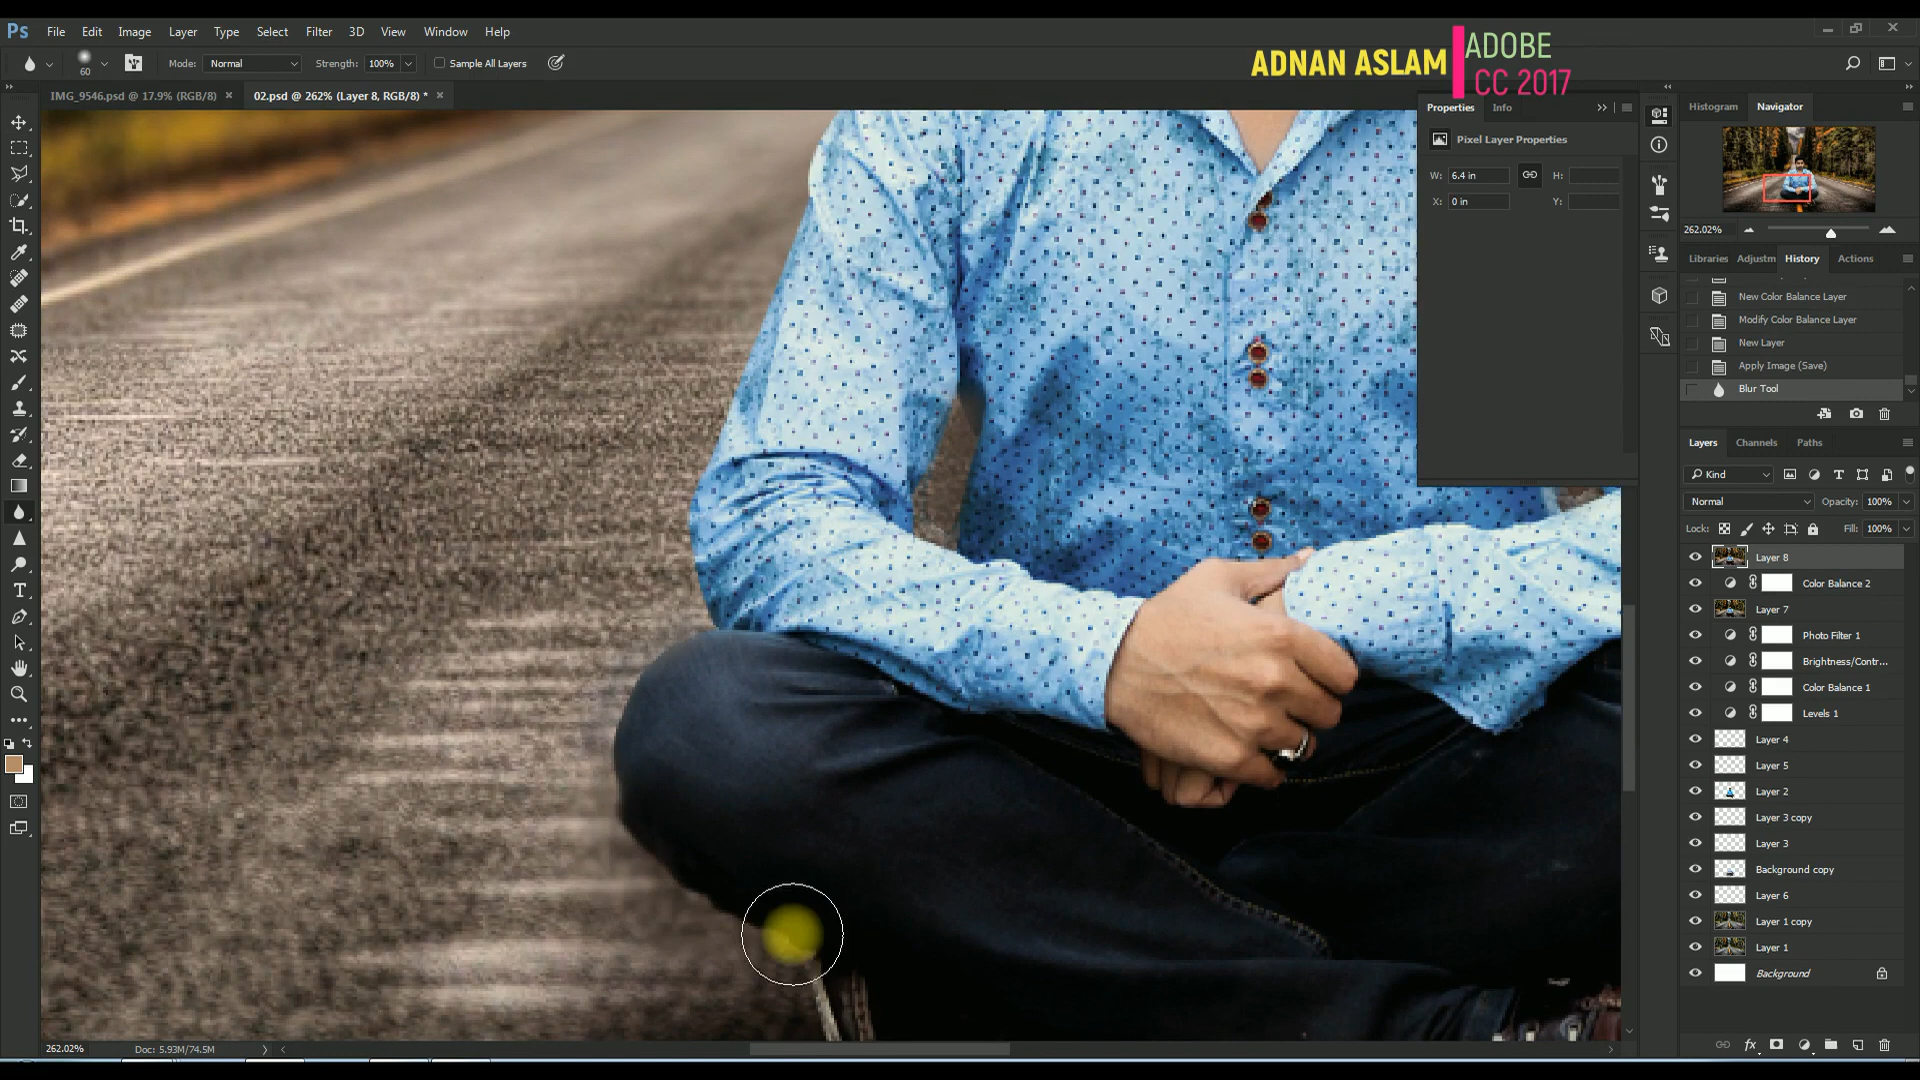 Ps File Edit Image Layer Type Select Filter 3D View Window Help
60 Mode: Normal Strength: 100% Sample All Layers
ADNAN ASLAM
ADOBE
CC 2017
IMG_9546.psd @ 17.9% (RGB/8) × 02.psd @ 262% (Layer 8, RGB/8) * ×
Properties Info
Pixel Layer Properties
W: 6.4 in H:
X: 0 in Y:
Histogram Navigator
262.02%
Libraries Adjustm History Actions
New Color Balance Layer
Modify Color Balance Layer
New Layer
Apply Image (Save)
Blur Tool
Layers Channels Paths
Kind
Normal Opacity: 100%
Lock: Fill: 100%
Layer 8
Color Balance 2
Layer 7
Photo Filter 1
Brightness/Contr...
Color Balance 1
Levels 1
Layer 4
Layer 5
Layer 2
Layer 3 copy
Layer 3
Background copy
Layer 6
Layer 1 copy
Layer 1
Background
262.02% Doc: 5.93M/74.5M